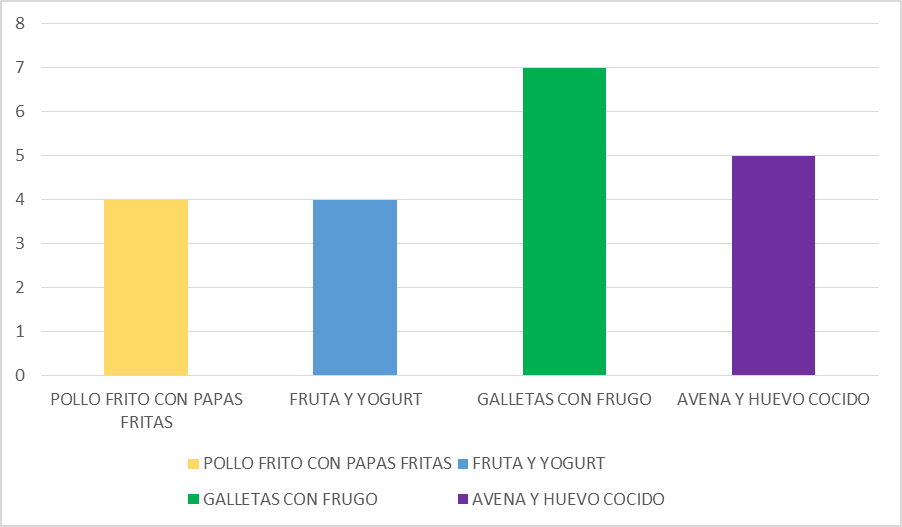 8
7
6
5
4
3
2
1
0
POLLO FRITO CON PAPAS
FRITAS
FRUTA Y YOGURT
GALLETAS CON FRUGO
AVENA Y HUEVO COCIDO
POLLO FRITO CON PAPAS FRITAS
FRUTA Y YOGURT
GALLETAS CON FRUGO
AVENA Y HUEVO COCIDO